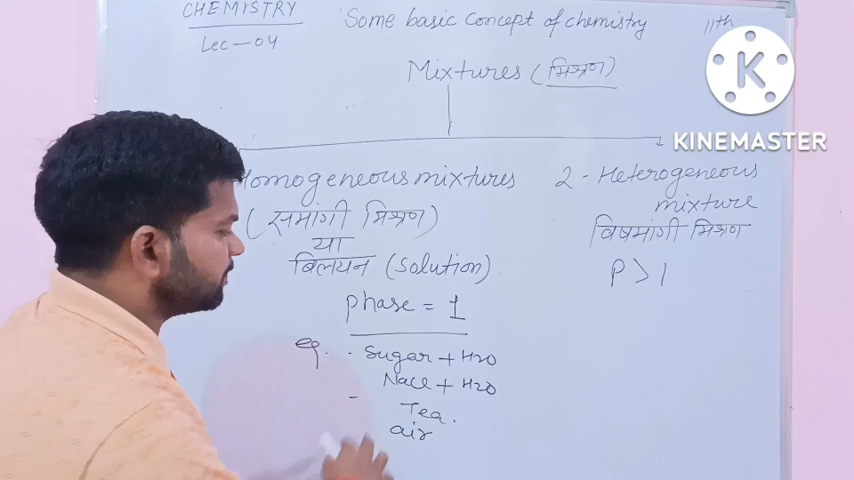 CHEMISTRY Some basic concept of chemistry 11th
Lec-04
Mixtures (मिश्रण)
K
KINEMASTER
Homogeneous mixtures
(समांगी मिश्रण)
या
बिलयन (Solution)
phase = 1
eg. - Sugar + H2O
- Nacl + H2O
Tea.
air
2 - Heterogeneous
mixture
विषमांगी मिश्रण
P > 1